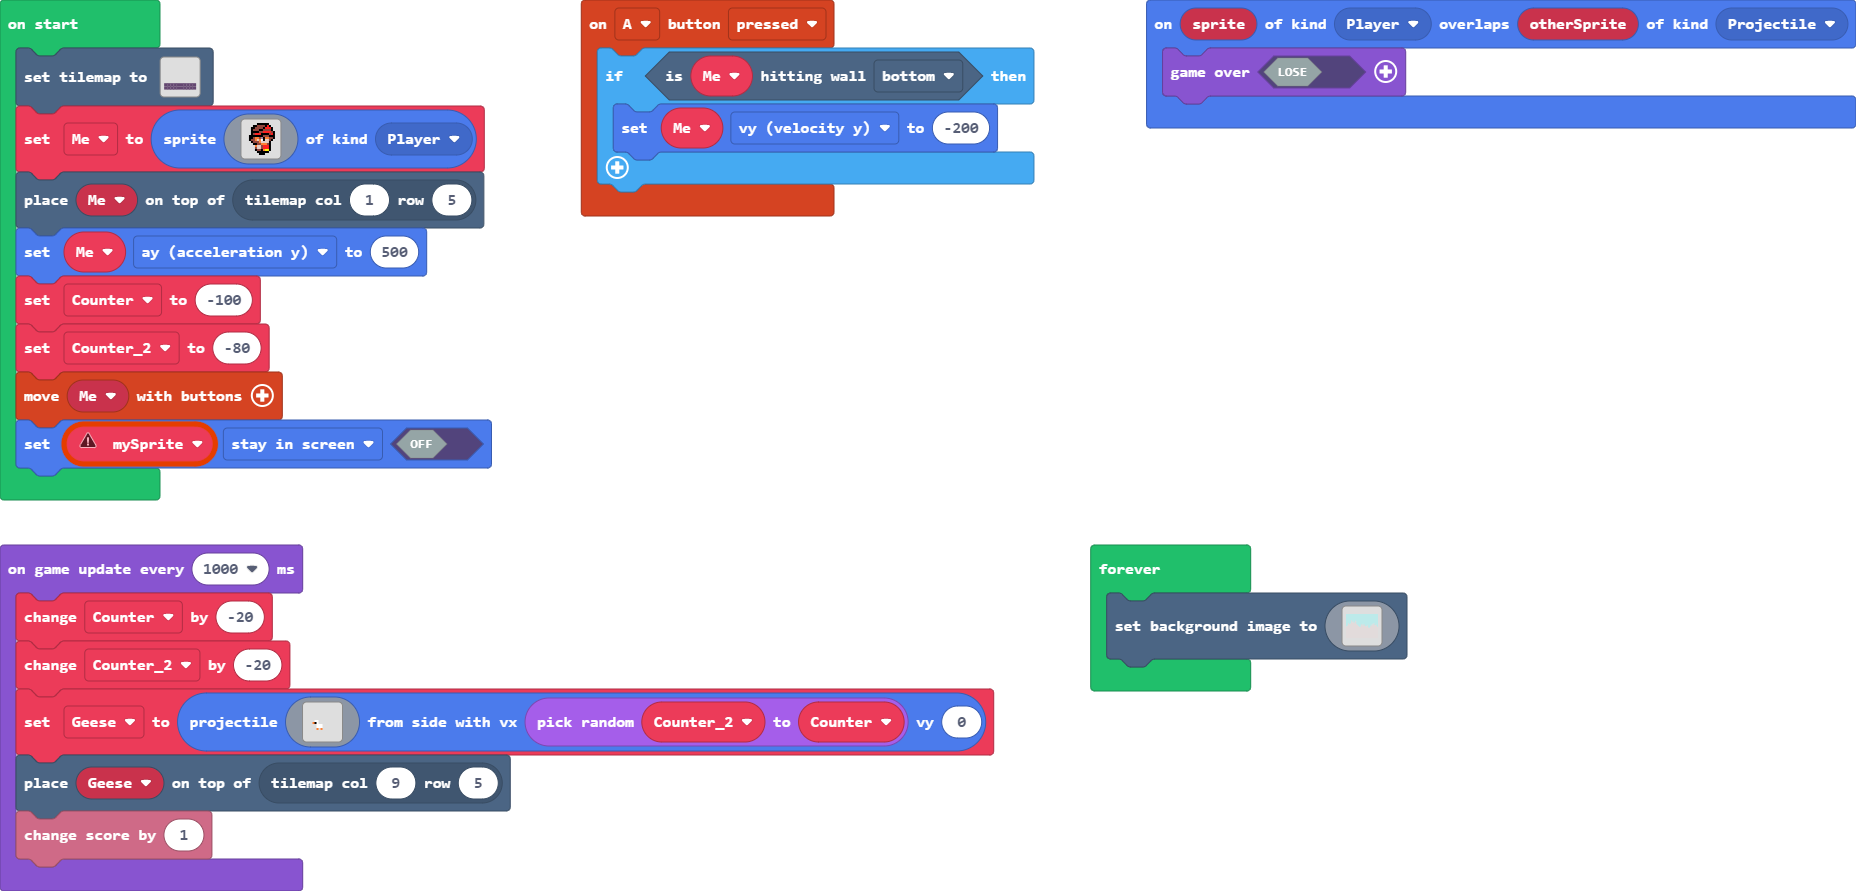 on start
set tilemap to
set Me to sprite of kind Player
place Me on top of tilemap col 1 row 5
set Me ay (acceleration y) to 500
set Counter to -100
set Counter_2 to -80
move Me with buttons
set mySprite stay in screen OFF
on A button pressed
if is Me hitting wall bottom then
set Me vy (velocity y) to -200
on sprite of kind Player overlaps otherSprite of kind Projectile
game over LOSE
on game update every 1000 ms
change Counter by -20
change Counter_2 by -20
set Geese to projectile from side with vx pick random Counter_2 to Counter vy 0
place Geese on top of tilemap col 9 row 5
change score by 1
forever
set background image to